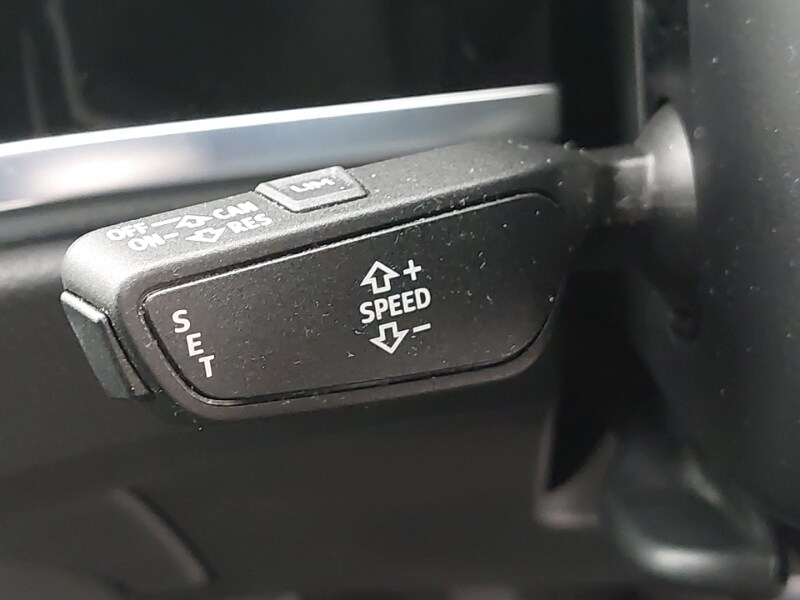 LIM
OFF CAN
ON RES
+
SPEED
-
SET